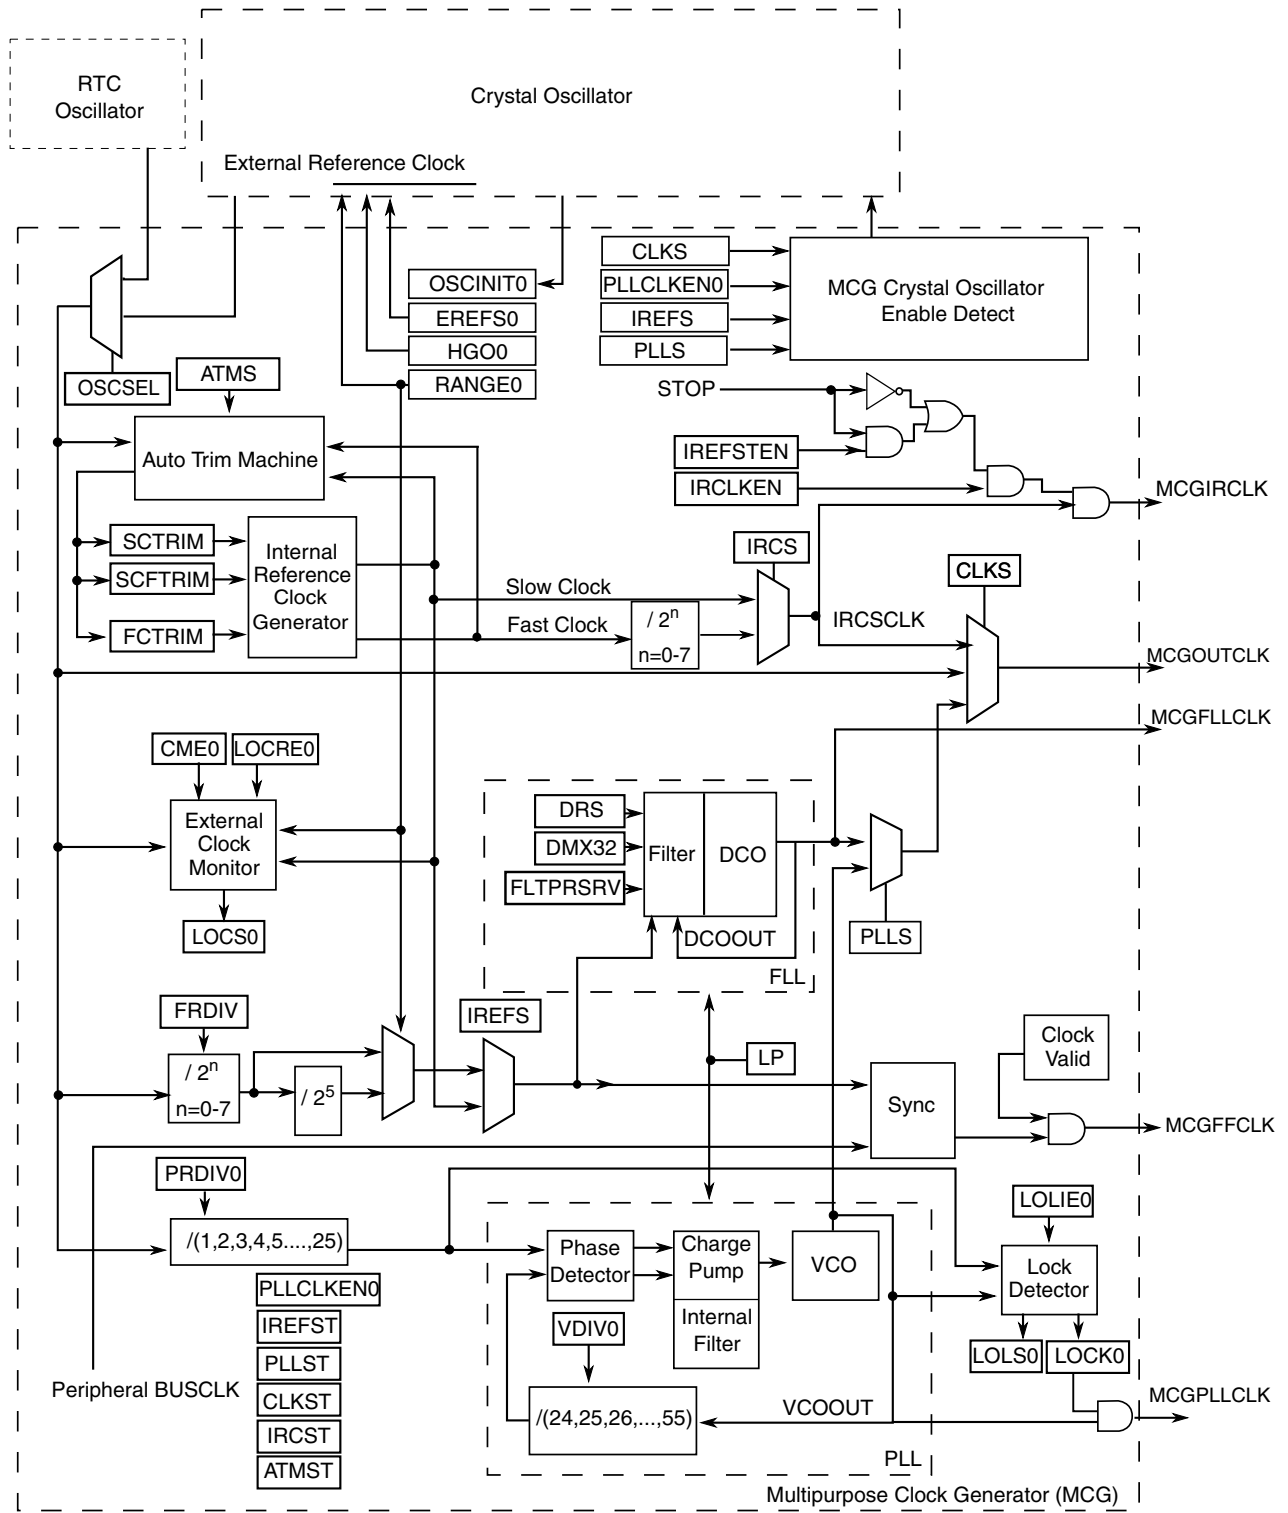 RTC
Oscillator
Crystal Oscillator
External Reference Clock
CLKS
PLLCLKEN0
IREFS
PLLS
MCG Crystal Oscillator
Enable Detect
OSCINIT0
EREFS0
HGO0
RANGE0
OSCSEL
ATMS
STOP
Auto Trim Machine
IREFSTEN
IRCLKEN
MCGIRCLK
SCTRIM
SCFTRIM
FCTRIM
Internal
Reference
Clock
Generator
IRCS
CLKS
Slow Clock
Fast Clock
/ 2n
n=0-7
IRCSCLK
MCGOUTCLK
MCGFLLCLK
CME0
LOCRE0
External
Clock
Monitor
LOCS0
DRS
DMX32
FLTPRSRV
Filter
DCO
DCOOUT
FLL
PLLS
FRDIV
IREFS
/ 2n
n=0-7
/ 25
LP
Clock
Valid
Sync
MCGFFCLK
PRDIV0
/(1,2,3,4,5....,25)
LOLIE0
Phase
Detector
Charge
Pump
Internal
Filter
VCO
Lock
Detector
PLLCLKEN0
IREFST
PLLST
CLKST
IRCST
ATMST
VDIV0
LOLS0
LOCK0
Peripheral BUSCLK
/(24,25,26,...,55)
VCOOUT
MCGPLLCLK
PLL
Multipurpose Clock Generator (MCG)